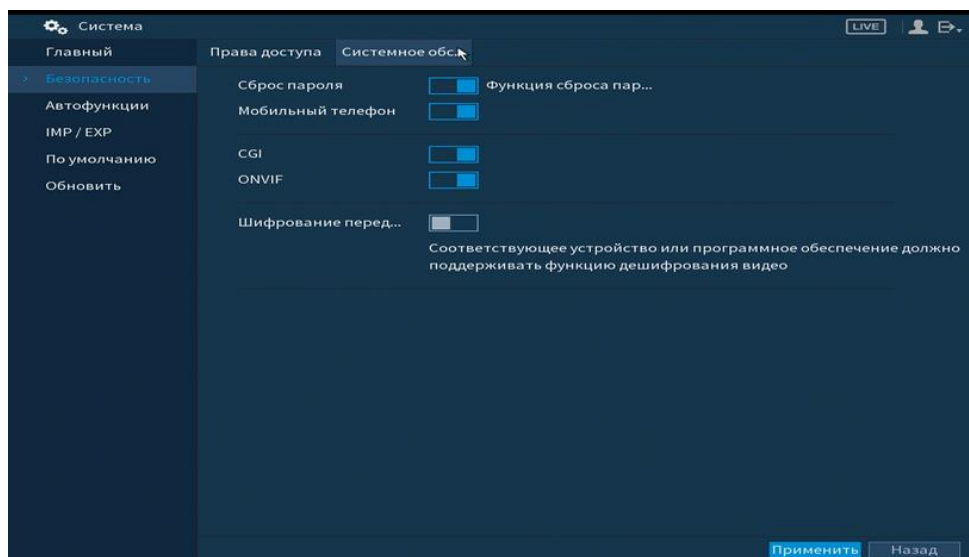 Система
LIVE
Главный
Безопасность
Автофункции
IMP / EXP
По умолчанию
Обновить
Права доступа Системное обс..
Сброс пароля Функция сброса пар...
Мобильный телефон
CGI
ONVIF
Шифрование перед...
Соответствующее устройство или программное обеспечение должно
поддерживать функцию дешифрования видео
Применить Назад